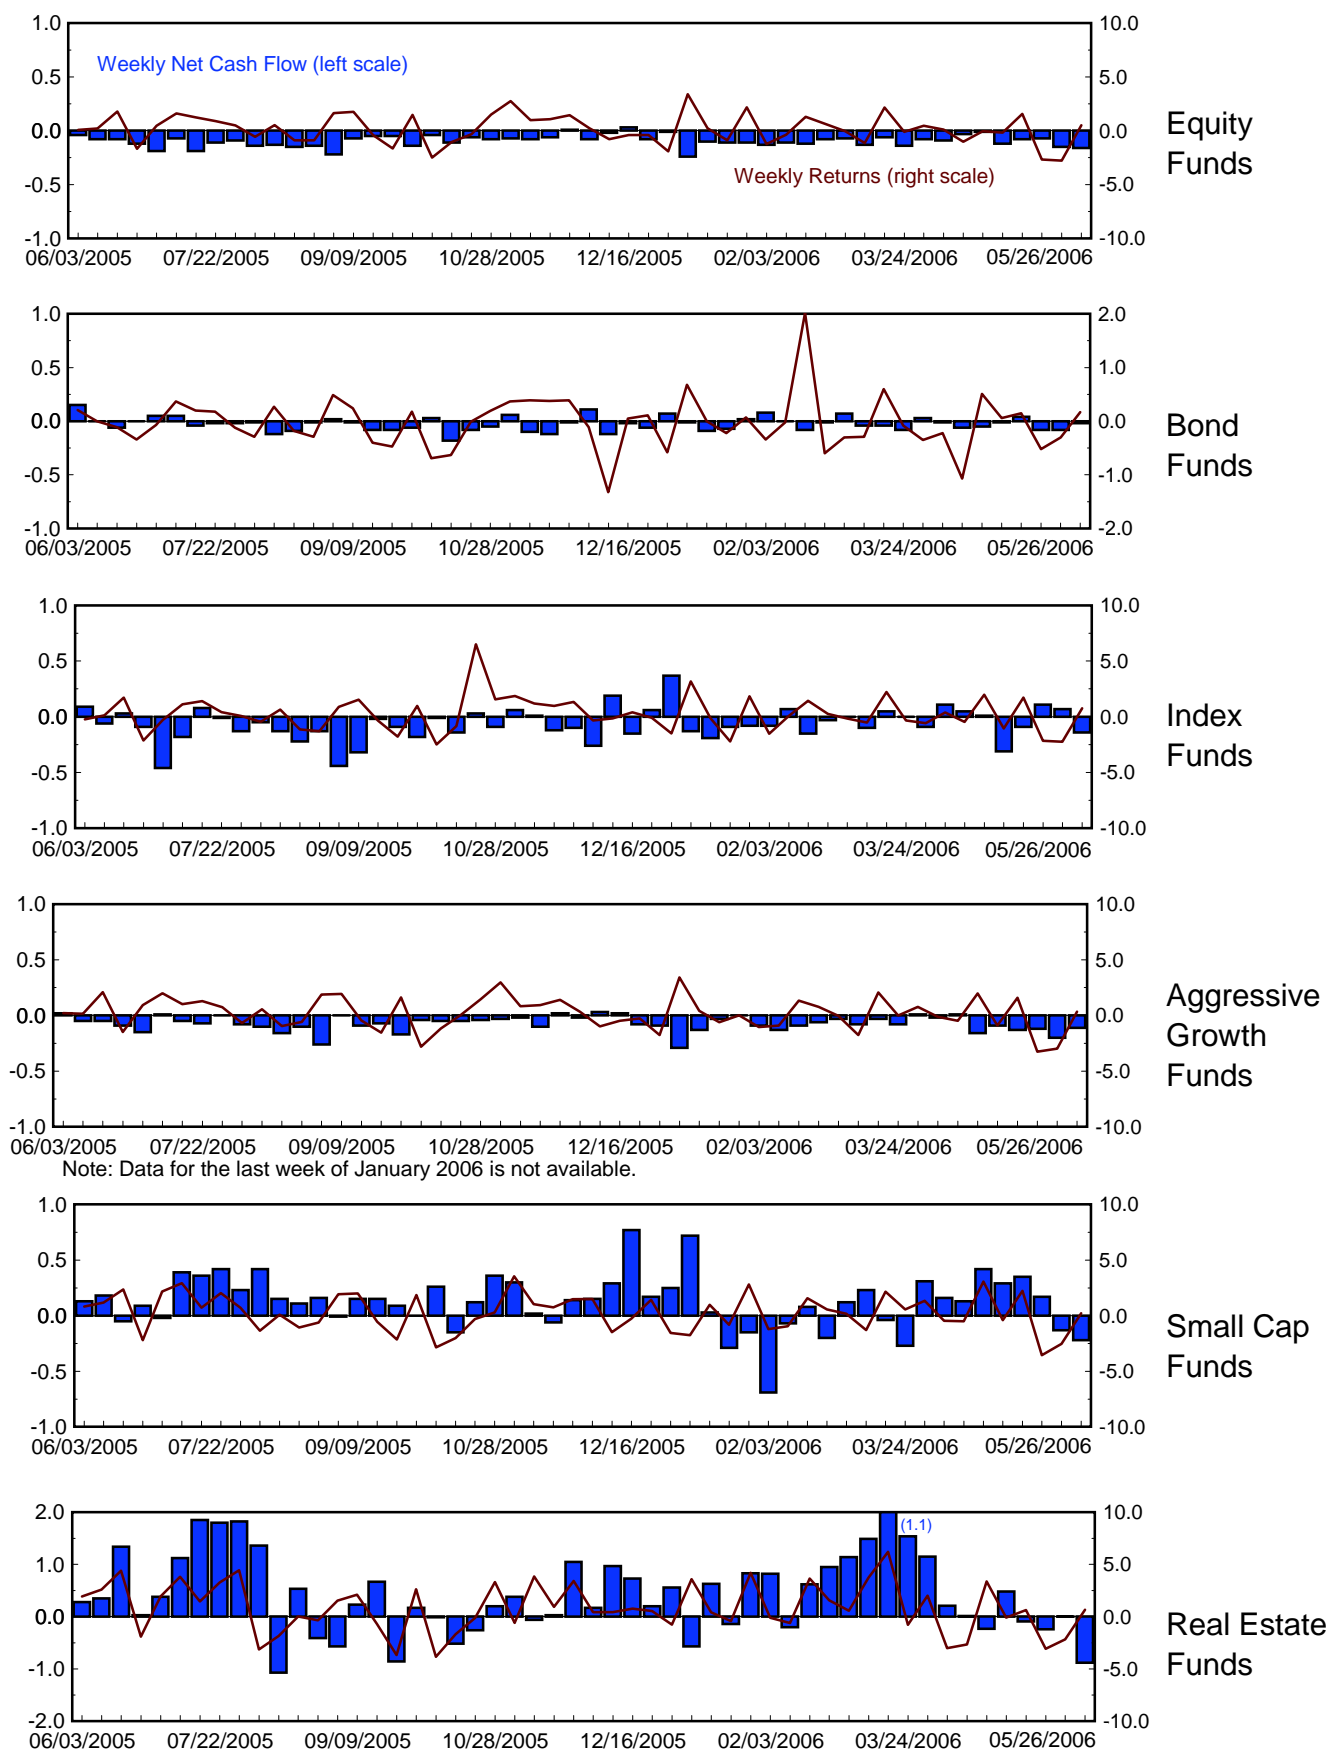 1.0
10.0
Weekly Net Cash Flow (left scale)
0.5
5.0
0.0
0.0
Equity
Funds
Weekly Returns (right scale)
-0.5
-5.0
-1.0
-10.0
06/03/2005 07/22/2005 09/09/2005 10/28/2005 12/16/2005 02/03/2006 03/24/2006 05/26/2006
1.0
2.0
0.5
1.0
0.0
0.0
Bond
Funds
-0.5
-1.0
-1.0
-2.0
06/03/2005 07/22/2005 09/09/2005 10/28/2005 12/16/2005 02/03/2006 03/24/2006 05/26/2006
1.0
10.0
0.5
5.0
0.0
0.0
Index
Funds
-0.5
-5.0
-1.0
-10.0
06/03/2005 07/22/2005 09/09/2005 10/28/2005 12/16/2005 02/03/2006 03/24/2006 05/26/2006
1.0
10.0
0.5
5.0
0.0
0.0
Aggressive
Growth
Funds
-0.5
-5.0
-1.0
-10.0
06/03/2005 07/22/2005 09/09/2005 10/28/2005 12/16/2005 02/03/2006 03/24/2006 05/26/2006
Note: Data for the last week of January 2006 is not available.
1.0
10.0
0.5
5.0
0.0
0.0
Small Cap
Funds
-0.5
-5.0
-1.0
-10.0
06/03/2005 07/22/2005 09/09/2005 10/28/2005 12/16/2005 02/03/2006 03/24/2006 05/26/2006
2.0
10.0
(1.1)
1.0
5.0
0.0
0.0
Real Estate
Funds
-1.0
-5.0
-2.0
-10.0
06/03/2005 07/22/2005 09/09/2005 10/28/2005 12/16/2005 02/03/2006 03/24/2006 05/26/2006